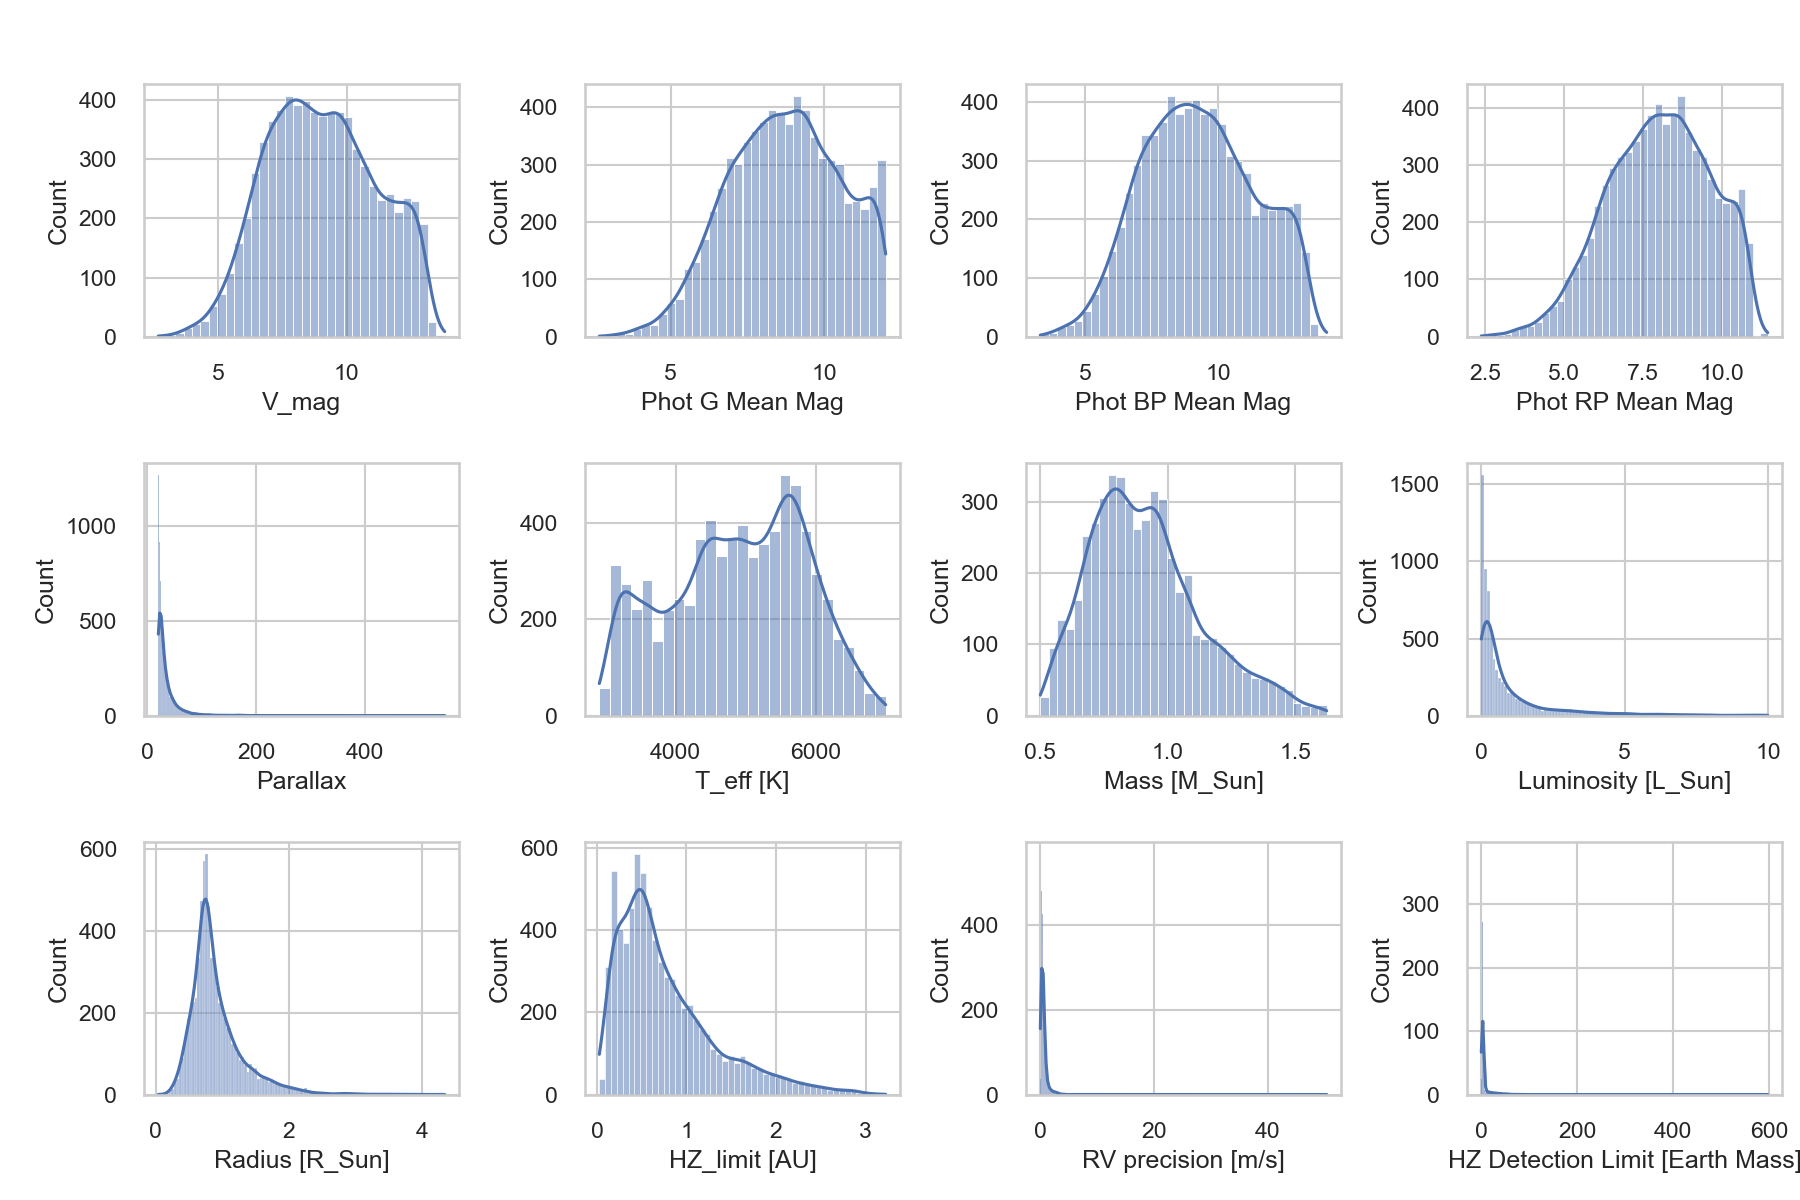 400
300
200
100
0
Count
5 10
V_mag
400
300
200
100
0
Count
5 10
Phot G Mean Mag
400
300
200
100
0
Count
5 10
Phot BP Mean Mag
400
300
200
100
0
Count
2.5 5.0 7.5 10.0
Phot RP Mean Mag
1000
500
0
Count
0 200 400
Parallax
400
200
0
Count
4000 6000
T_eff [K]
300
200
100
0
Count
0.5 1.0 1.5
Mass [M_Sun]
1500
1000
500
0
Count
0 5 10
Luminosity [L_Sun]
600
400
200
0
Count
0 2 4
Radius [R_Sun]
600
400
200
0
Count
0 1 2 3
HZ_limit [AU]
400
200
0
Count
0 20 40
RV precision [m/s]
300
200
100
0
Count
0 200 400 600
HZ Detection Limit [Earth Mass]